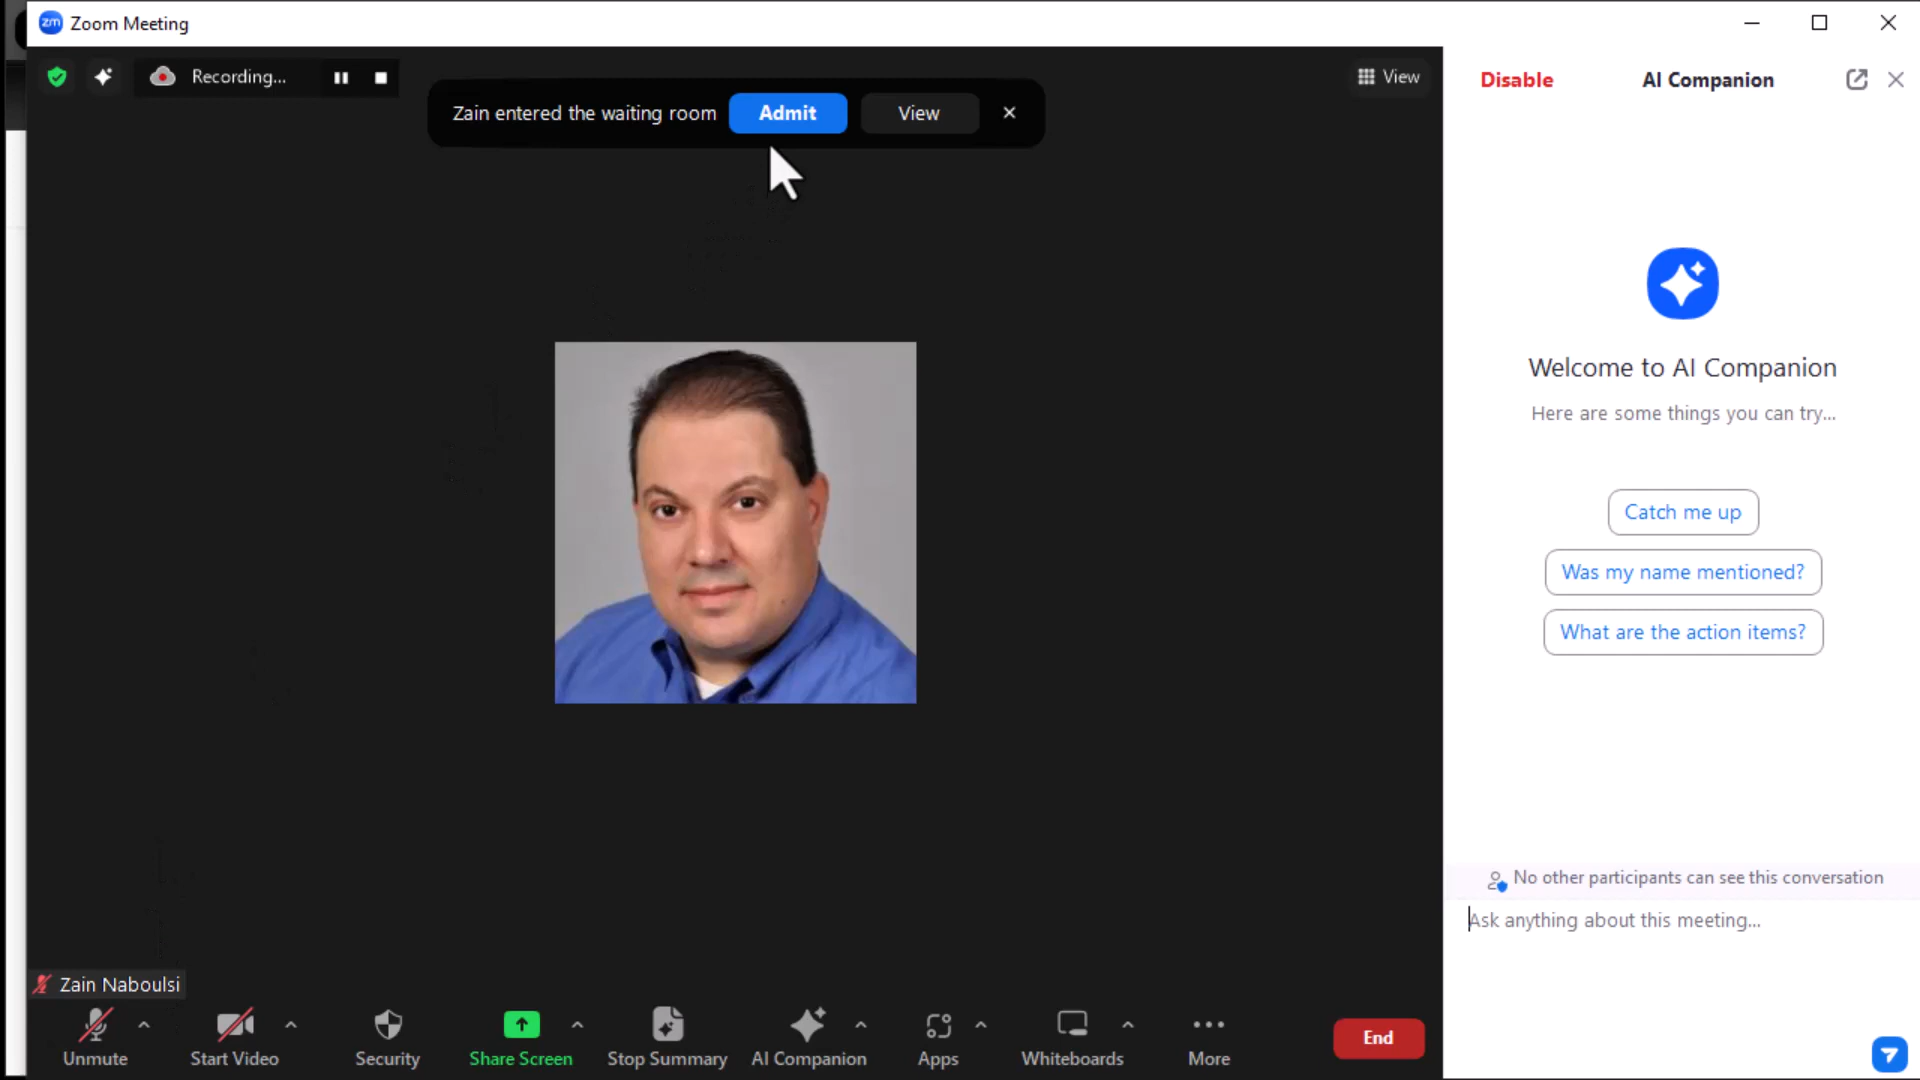 zm Zoom Meeting
Recording...
Zain entered the waiting room Admit View
View
Disable AI Companion
Welcome to AI Companion
Here are some things you can try...
Catch me up
Was my name mentioned?
What are the action items?
No other participants can see this conversation
Ask anything about this meeting...
Zain Naboulsi
Unmute Start Video Security Share Screen Stop Summary AI Companion Apps Whiteboards More End